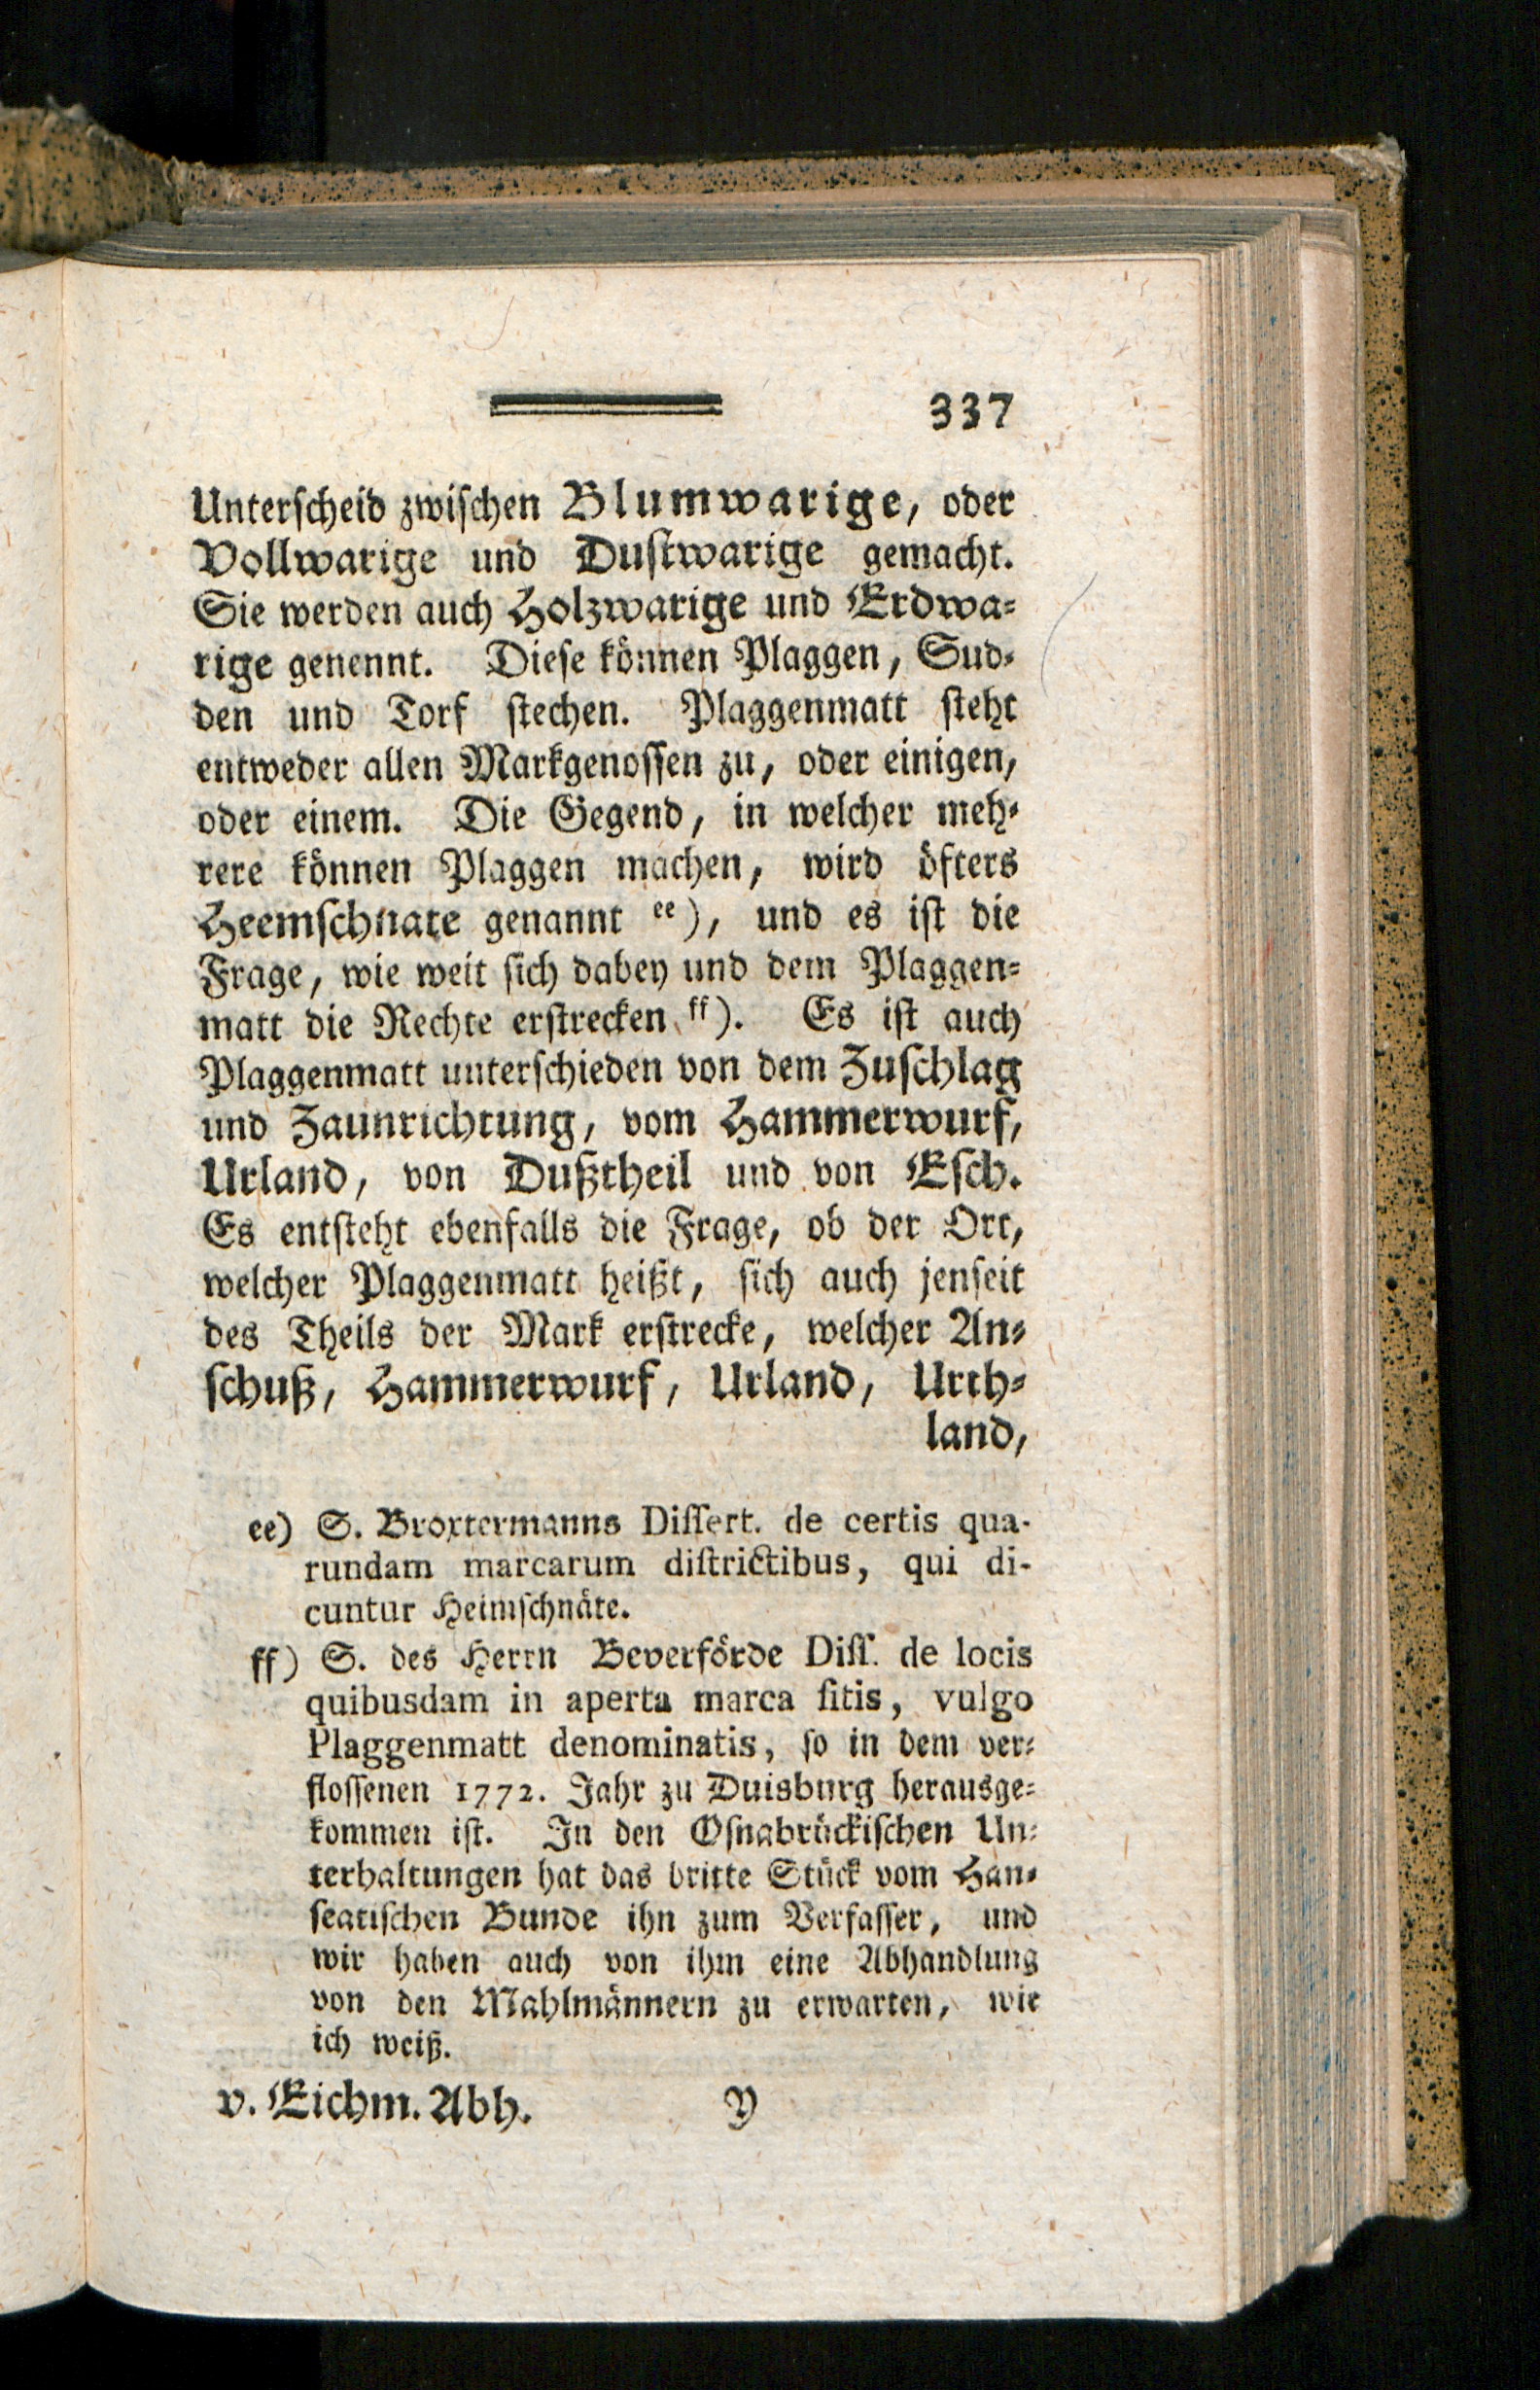 337
Unterscheid zwischen Blumwarige, oder
Vollwarige und Dustwarige gemacht.
Sie werden auch Holzwarige und Erdwa-
rige genennt. Diese können Plaggen, Sud-
den und Torf stechen. Plaggenmatt steht
entweder allen Markgenossen zu, oder einigen,
oder einem. Die Gegend, in welcher meh-
rere können Plaggen machen, wird öfters
Heemschnate genannt ee), und es ist die
Frage, wie weit sich dabey und dem Plaggen-
matt die Rechte erstrecken ff). Es ist auch
Plaggenmatt unterschieden von dem Zuschlag
und Zaunrichtung, vom Hammerwurf,
Urland, von Dußtheil und von Esch.
Es entsteht ebenfalls die Frage, ob der Ort,
welcher Plaggenmatt heißt, sich auch jenseit
des Theils der Mark erstrecke, welcher An-
schuß, Hammerwurf, Urland, Urth-
land,
ee) S. Broxtermanns Dissert. de certis qua-
rundam marcarum districtibus, qui di-
cuntur Heimschnäte.
ff) S. des Herrn Beverförde Diss. de locis
quibusdam in aperta marca sitis, vulgo
Plaggenmatt denominatis, so in dem ver-
flossenen 1772. Jahr zu Duisburg herausge-
kommen ist. In den Osnabrückischen Un-
terhaltungen hat das britte Stück vom Han-
seatischen Bunde ihn zum Verfasser, und
wir haben auch von ihm eine Abhandlung
von den Mahlmännern zu erwarten, wie
ich weiß.
v. Eichm. Abh. Y